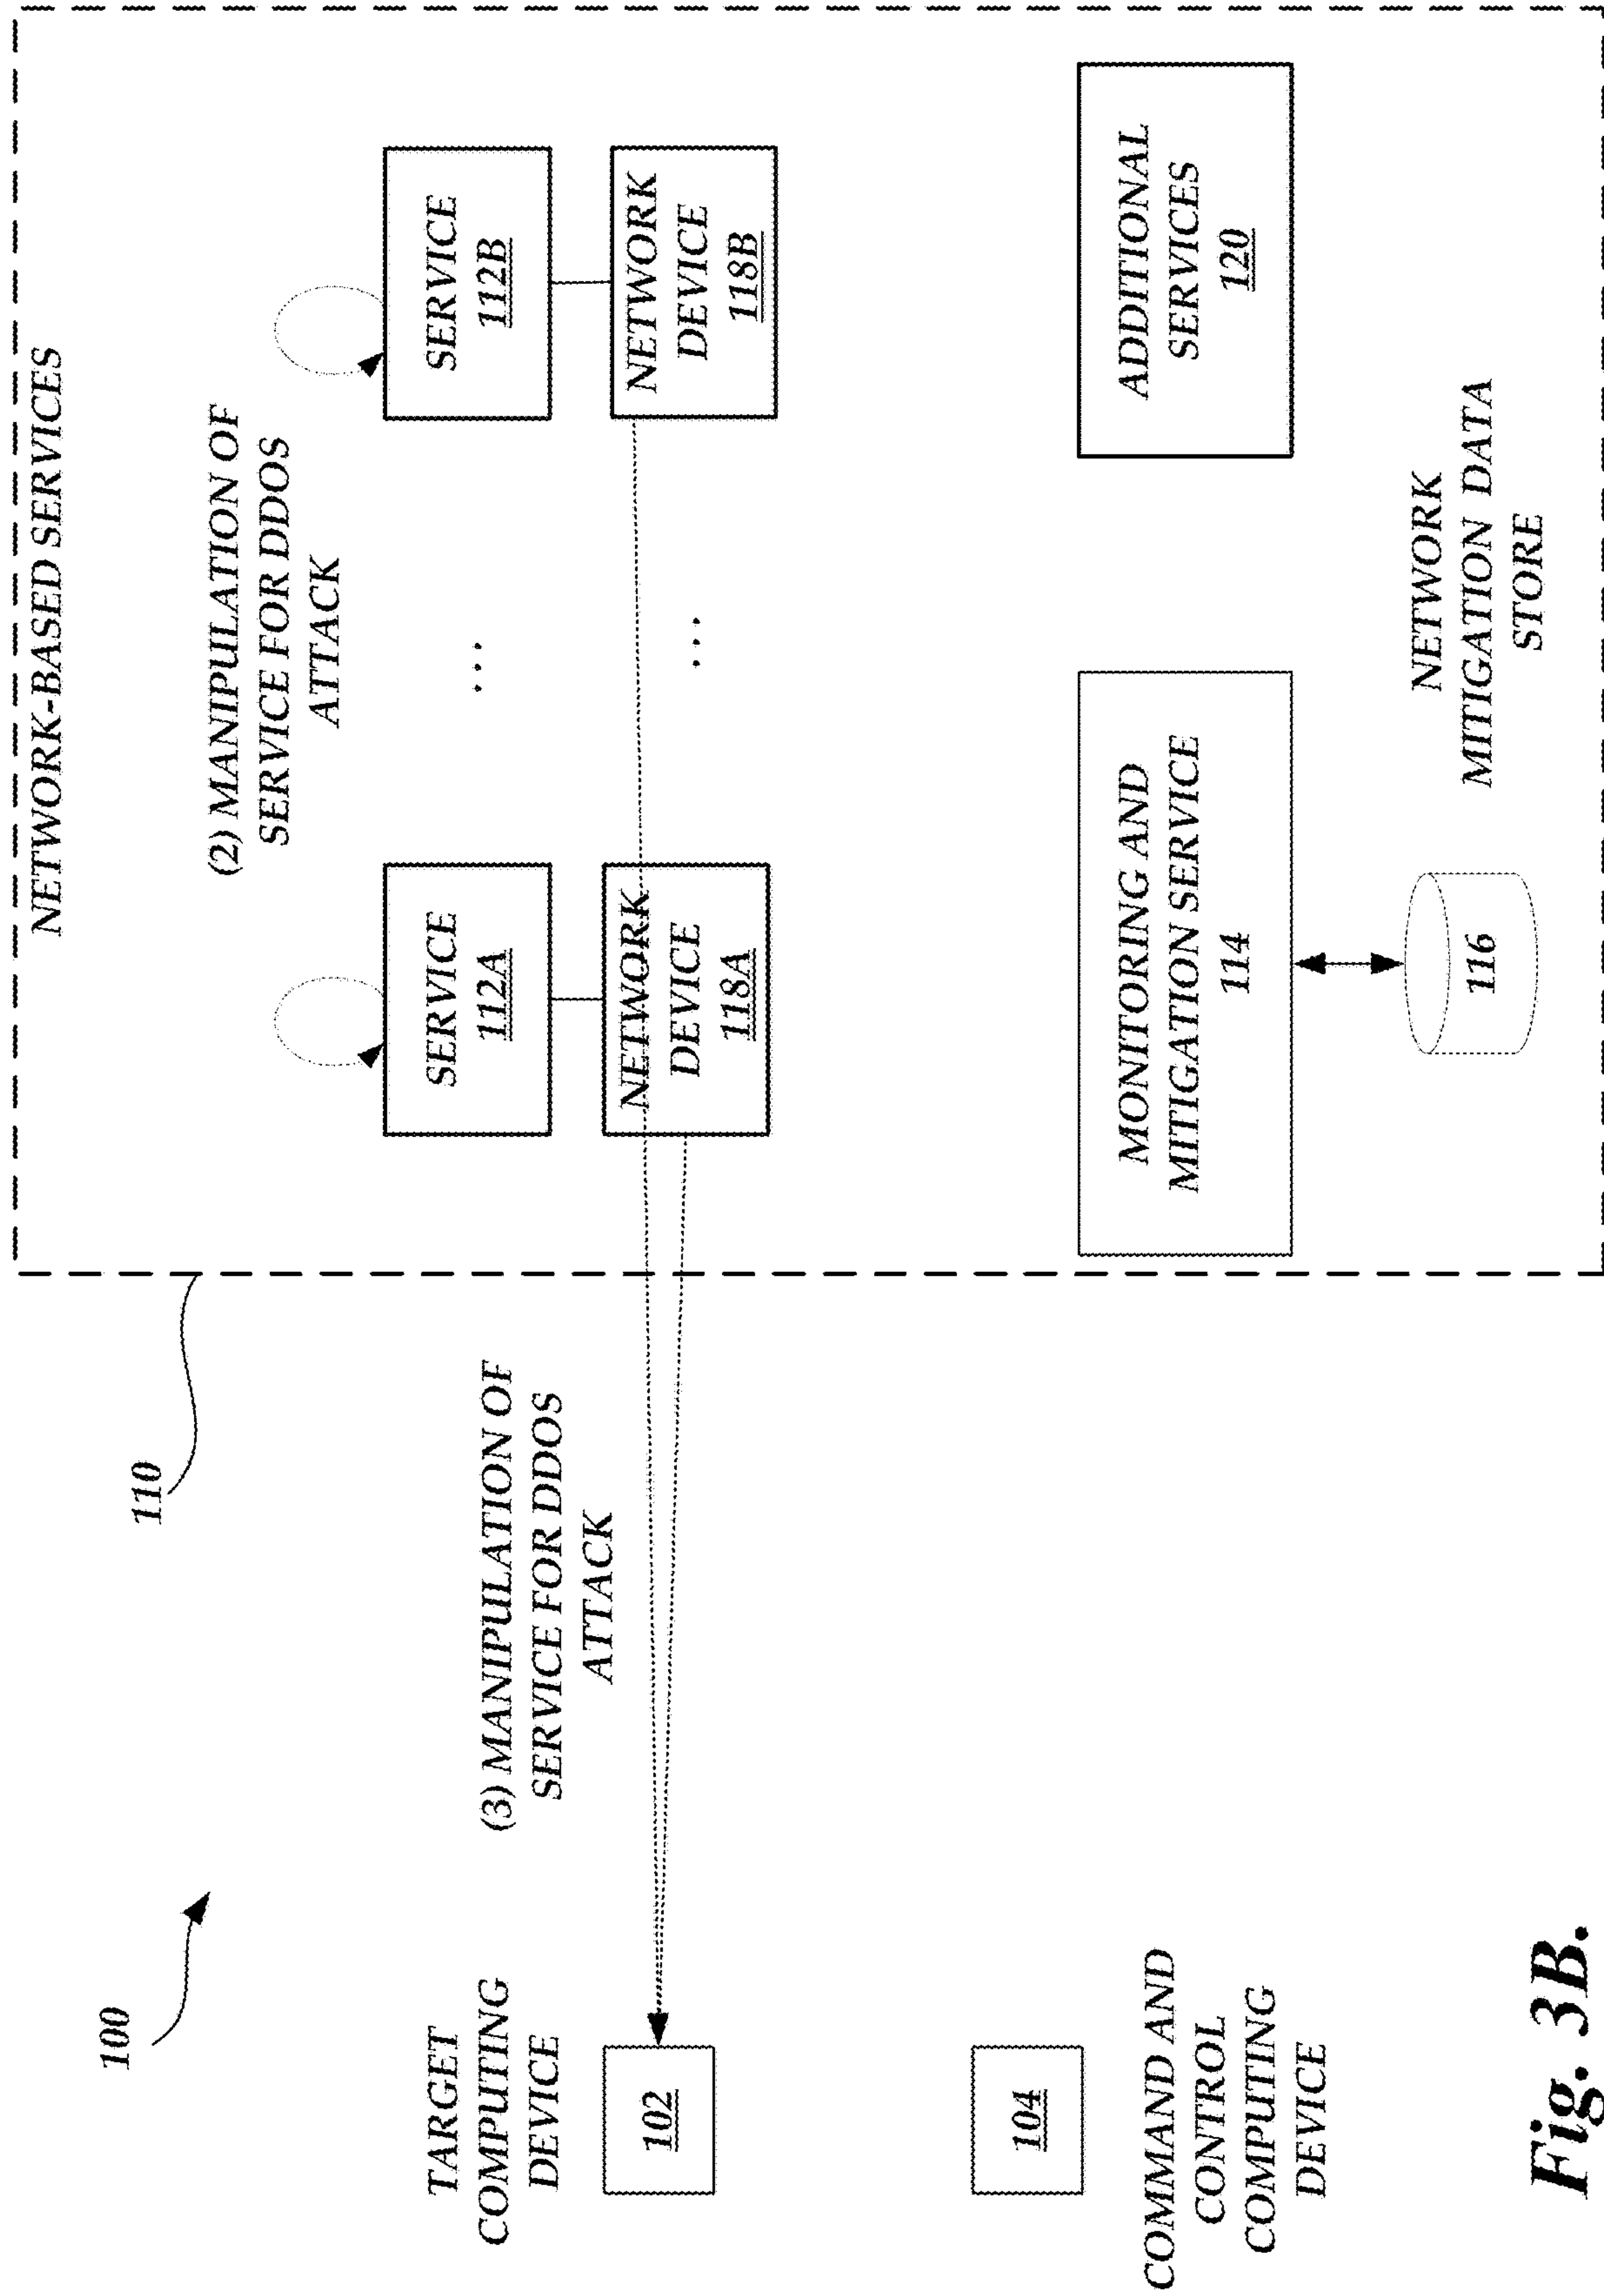 NETWORK-BASED SERVICES
110
100
(2) MANIPULATION OF
SERVICE FOR DDOS
ATTACK
TARGET
COMPUTING
DEVICE
102
(3) MANIPULATION OF
SERVICE FOR DDOS
ATTACK
SERVICE
112A
...
SERVICE
112B
NETWORK
DEVICE
118A
...
NETWORK
DEVICE
118B
104
COMMAND AND
CONTROL
COMPUTING
DEVICE
MONITORING AND
MITIGATION SERVICE
114
ADDITIONAL
SERVICES
120
116
NETWORK
MITIGATION DATA
STORE
Fig. 3B.